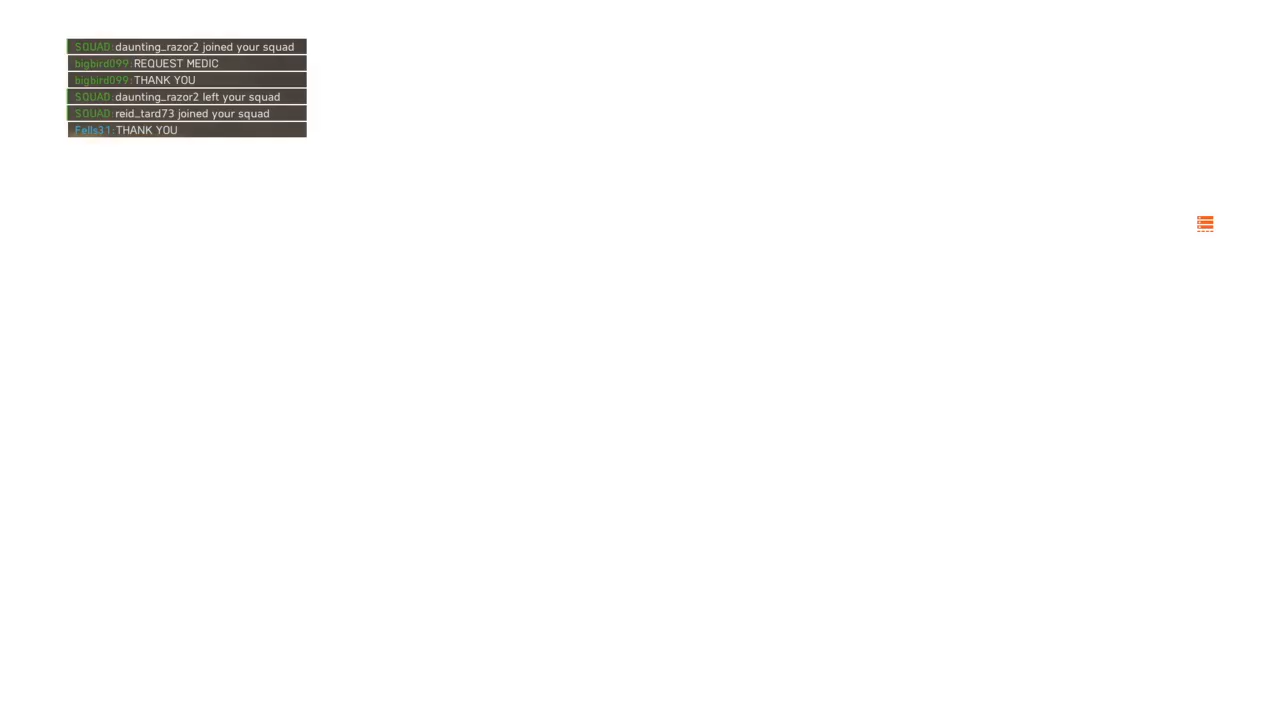 SQUAD:daunting_razor2 joined your squad
bigbird099:REQUEST MEDIC
bigbird099:THANK YOU
SQUAD:daunting_razor2 left your squad
SQUAD:reid_tard73 joined your squad
Fells31:THANK YOU